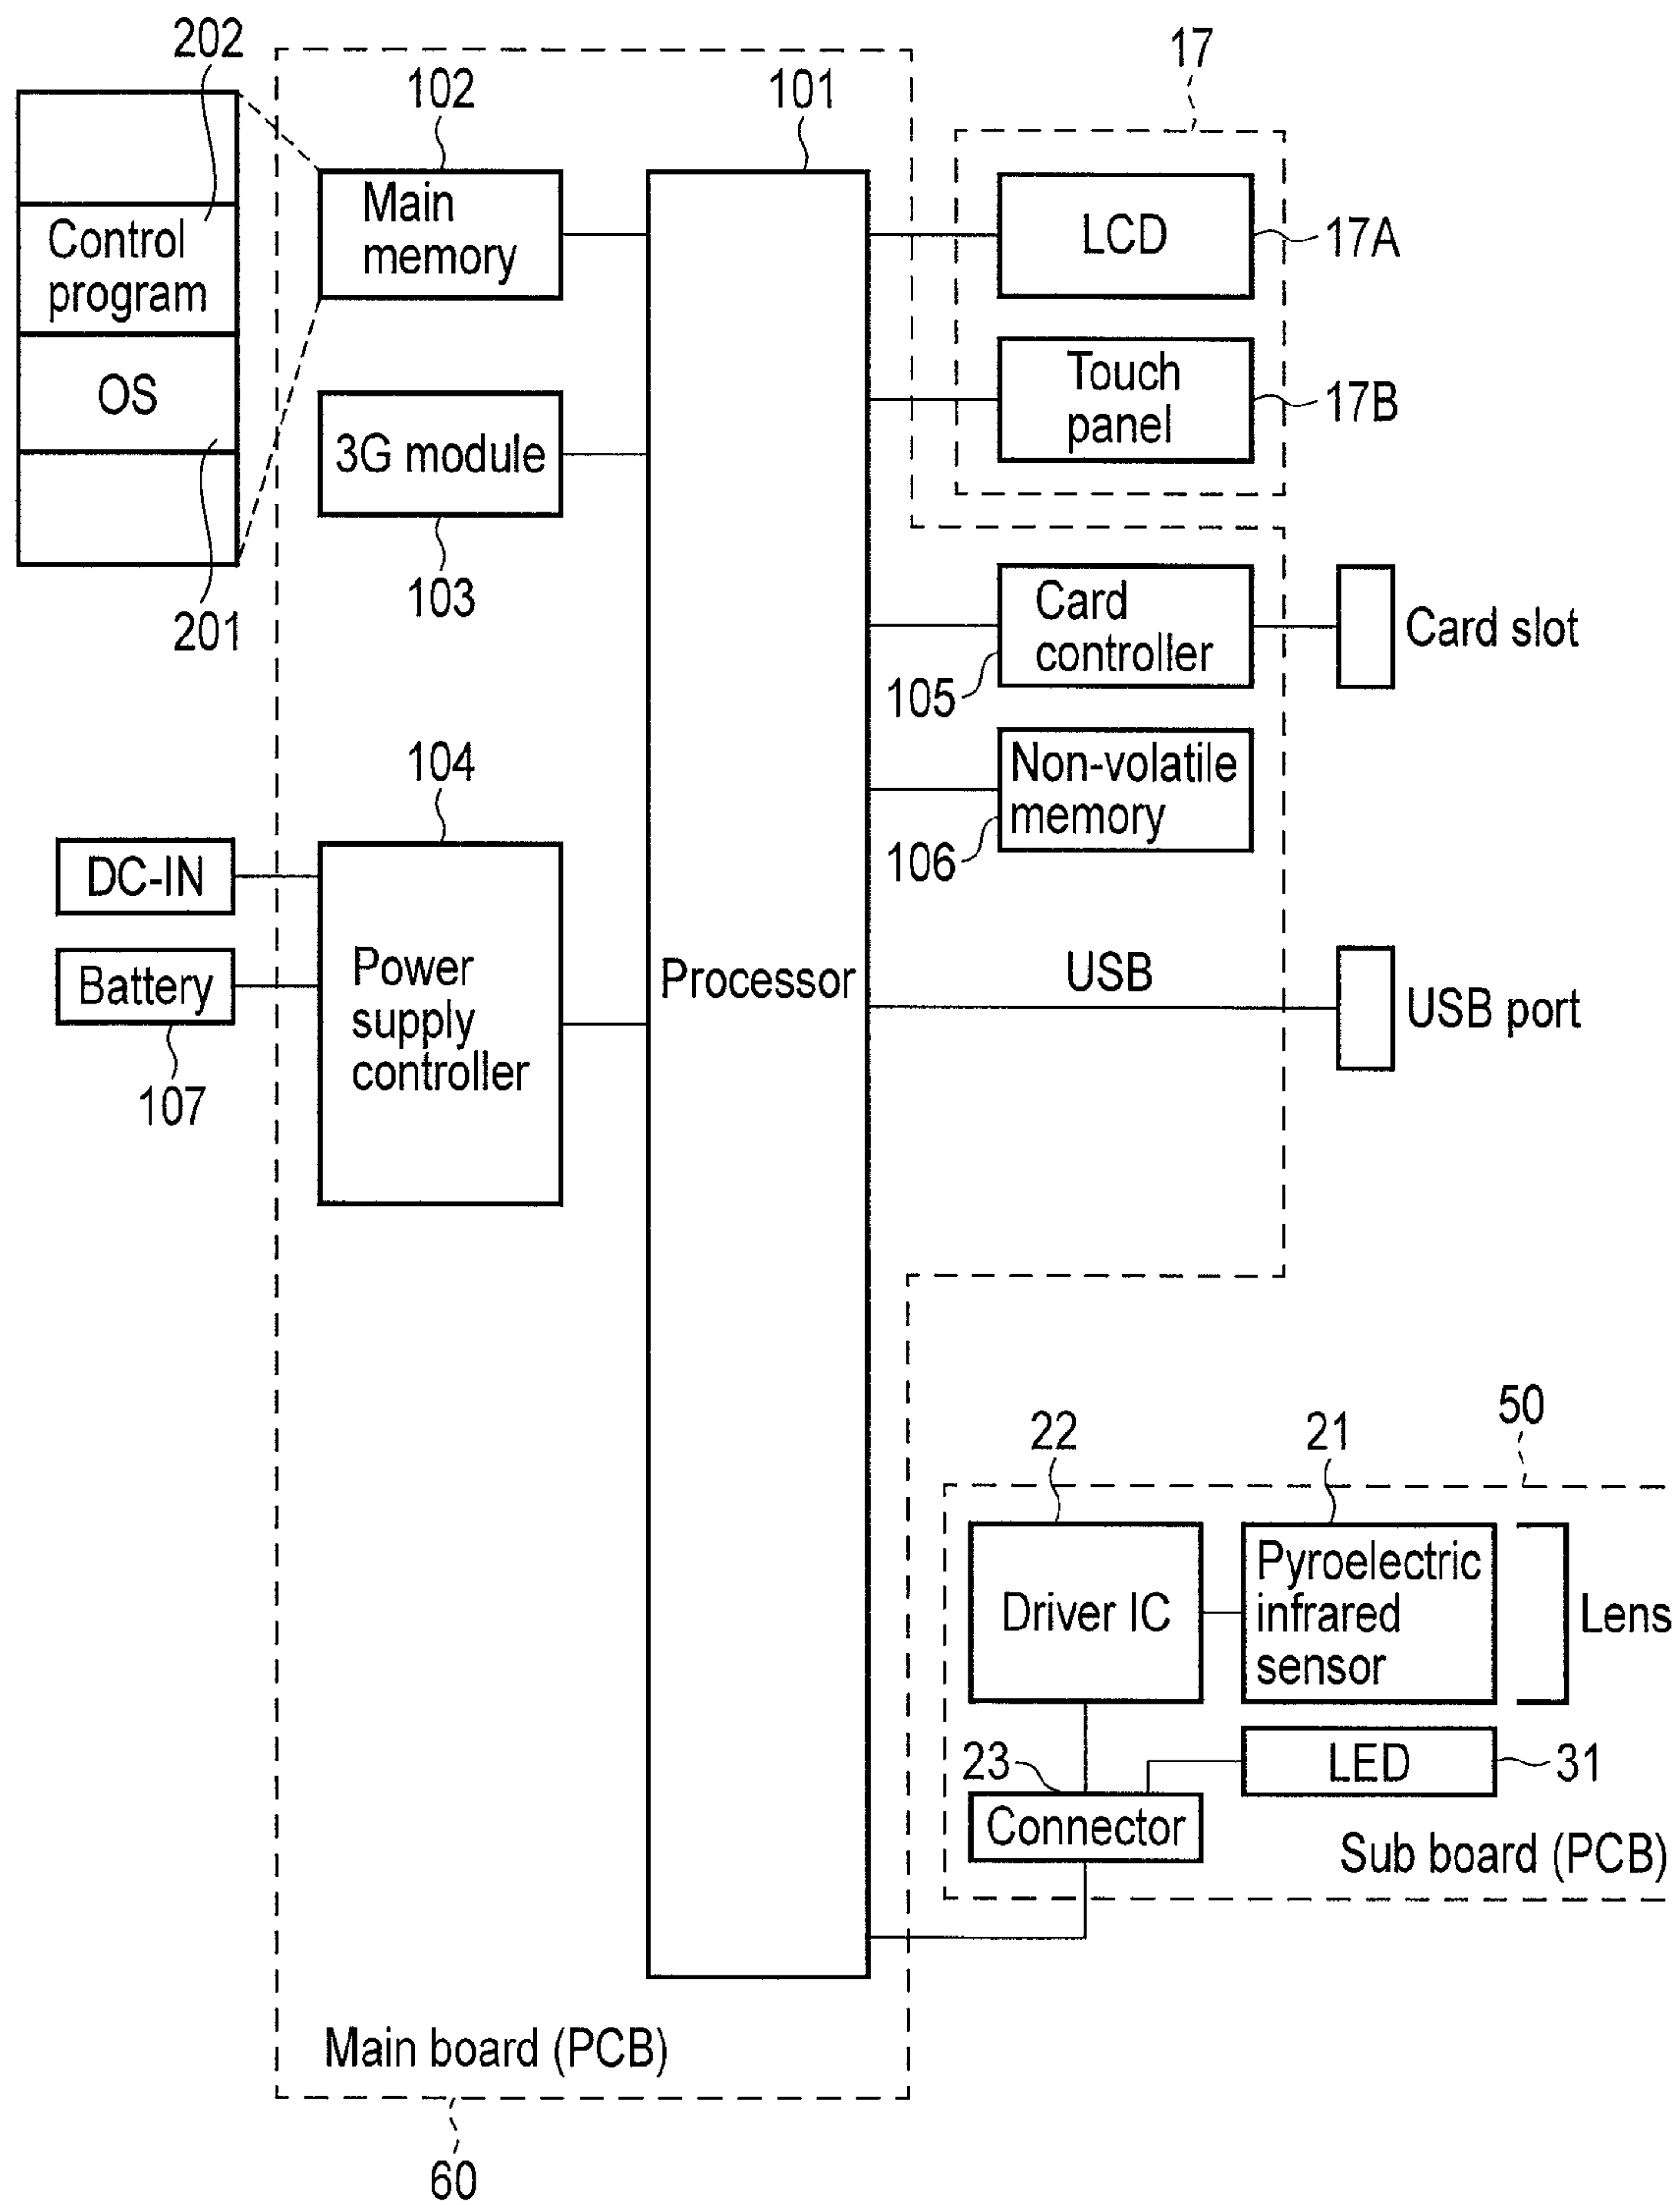 202
102
101
17
Main
memory
LCD
17A
Control
program
Touch
panel
17B
OS
3G module
103
201
Card
controller
Card slot
105
104
Non-volatile
memory
106
DC-IN
Battery
107
Power
supply
controller
Processor
USB
USB port
50
22
21
Driver IC
Pyroelectric
infrared
sensor
Lens
23
LED
31
Connector
Sub board (PCB)
Main board (PCB)
60